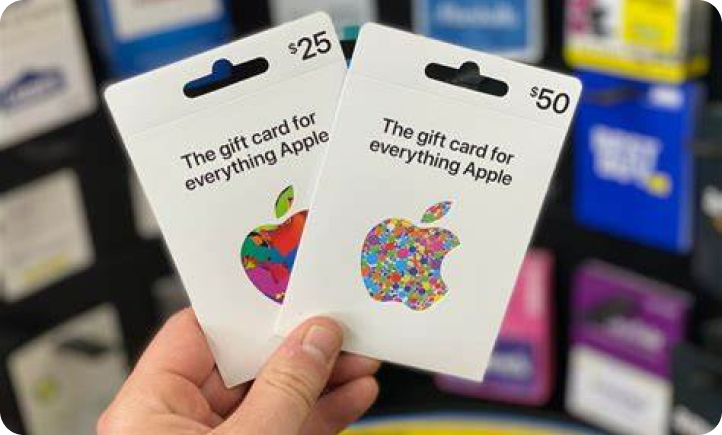 $25
The gift card for
everything Apple
$50
The gift card for
everything Apple